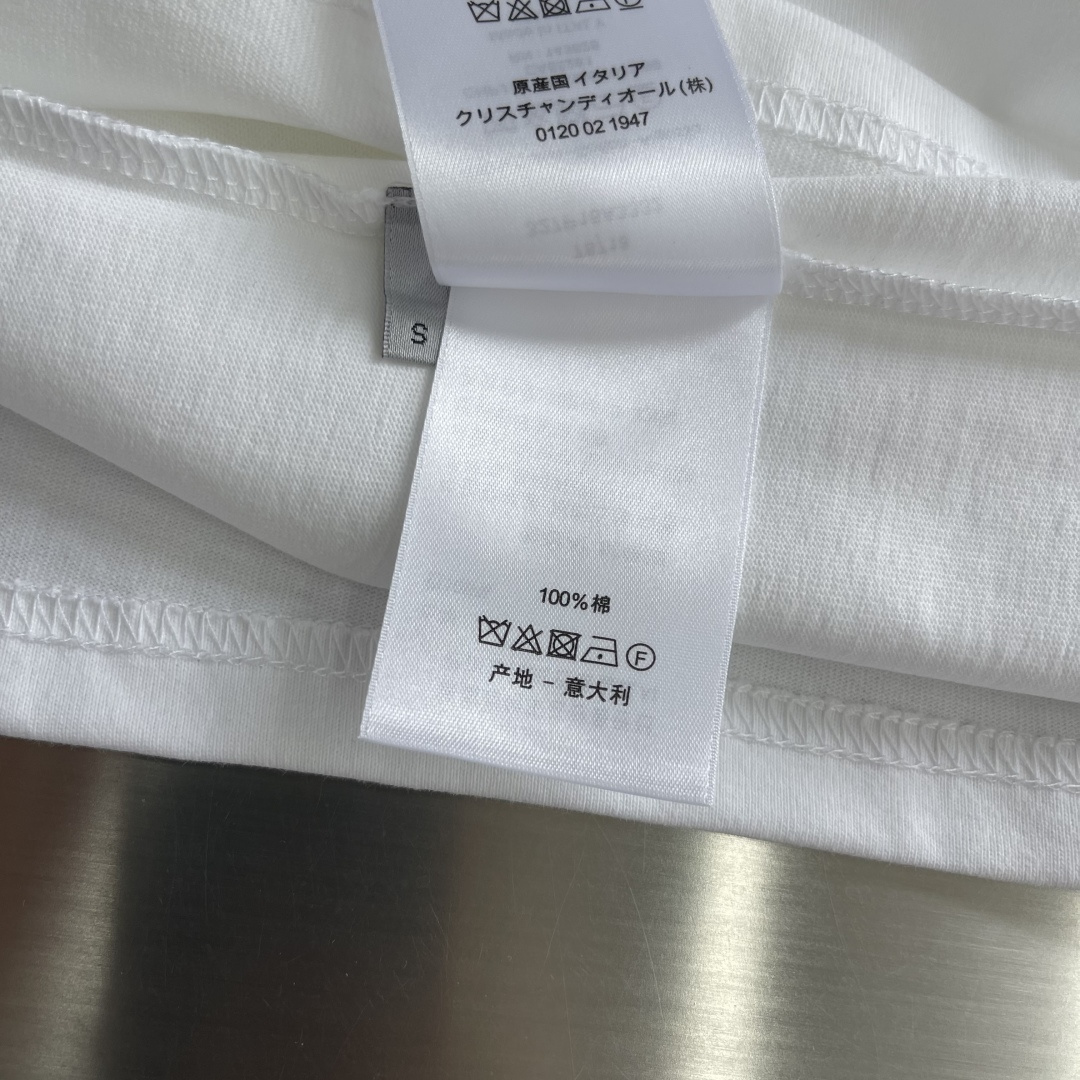 原産国 イタリア
クリスチャンディオール(株)
0120 02 1947
S
100%棉
F
产地 - 意大利